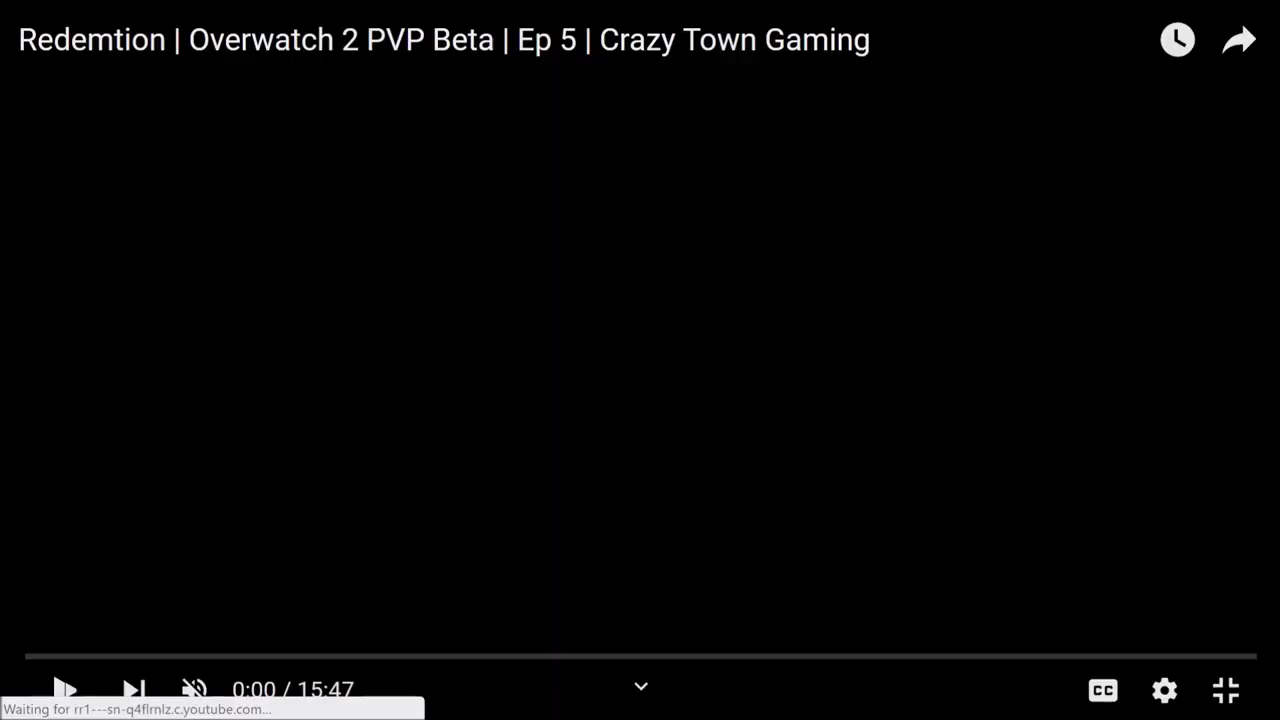 Redemtion | Overwatch 2 PVP Beta | Ep 5 | Crazy Town Gaming
CC
0:00 / 15:47
Waiting for rr1---sn-q4flrnlz.c.youtube.com...